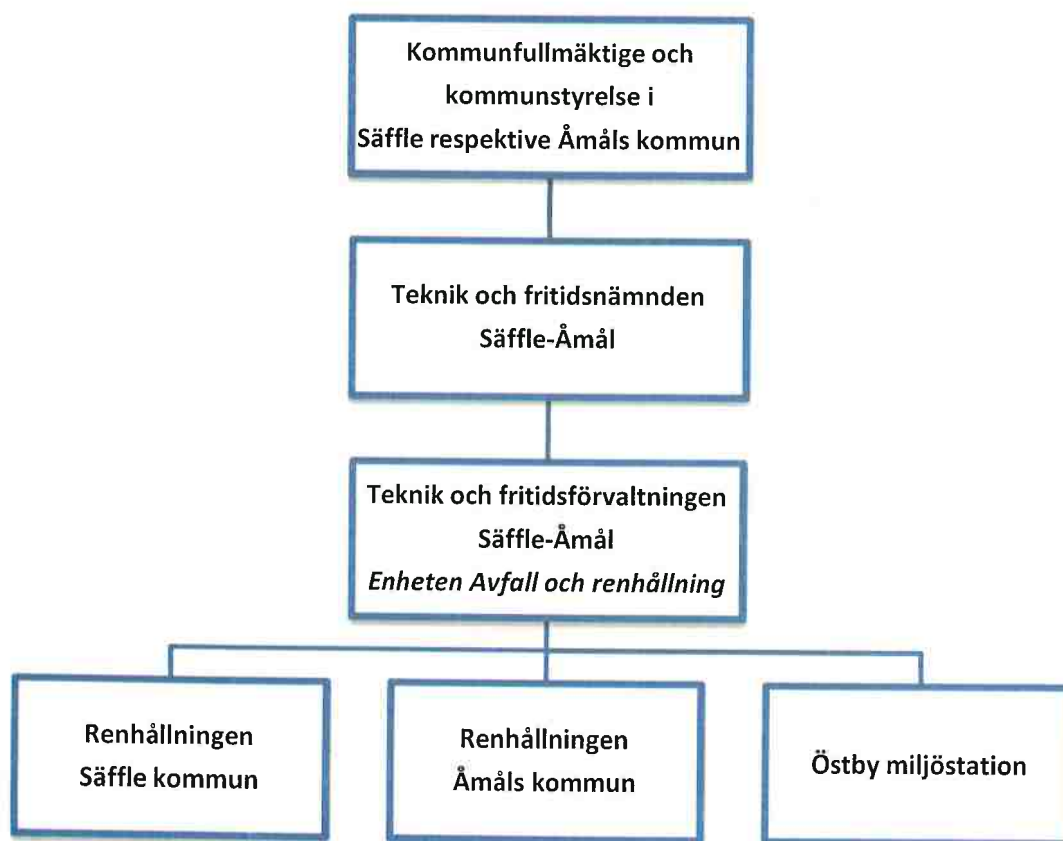 Kommunfullmäktige och
kommunstyrelse i
Säffle respektive Åmåls kommun
Teknik och fritidsnämnden
Säffle-Åmål
Teknik och fritidsförvaltningen
Säffle-Åmål
Enheten Avfall och renhållning
Renhållningen
Säffle kommun
Renhållningen
Åmåls kommun
Östby miljöstation